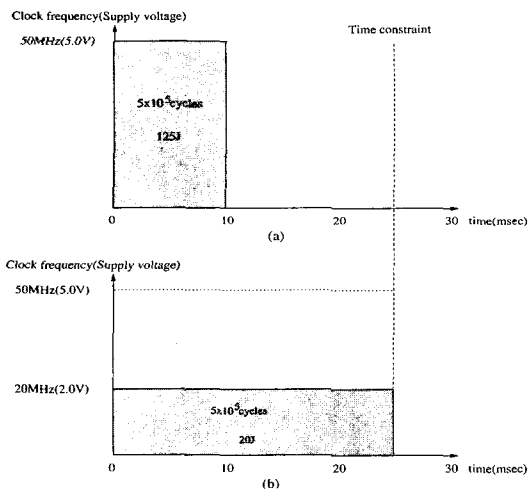 Clock frequency(Supply voltage)
Time constraint
50MHz(5.0V)
5x10^5cycles
125J
0 10 20 30 time(msec)
(a)
Clock frequency(Supply voltage)
50MHz(5.0V)
20MHz(2.0V)
5x10^5cycles
20J
0 10 20 30 time(msec)
(b)